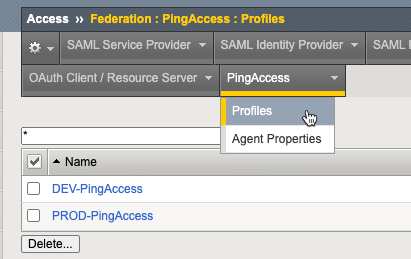 Access ›› Federation : PingAccess : Profiles
SAML Service Provider SAML Identity Provider SAML
OAuth Client / Resource Server PingAccess
Profiles
Agent Properties
*
Name
DEV-PingAccess
PROD-PingAccess
Delete...